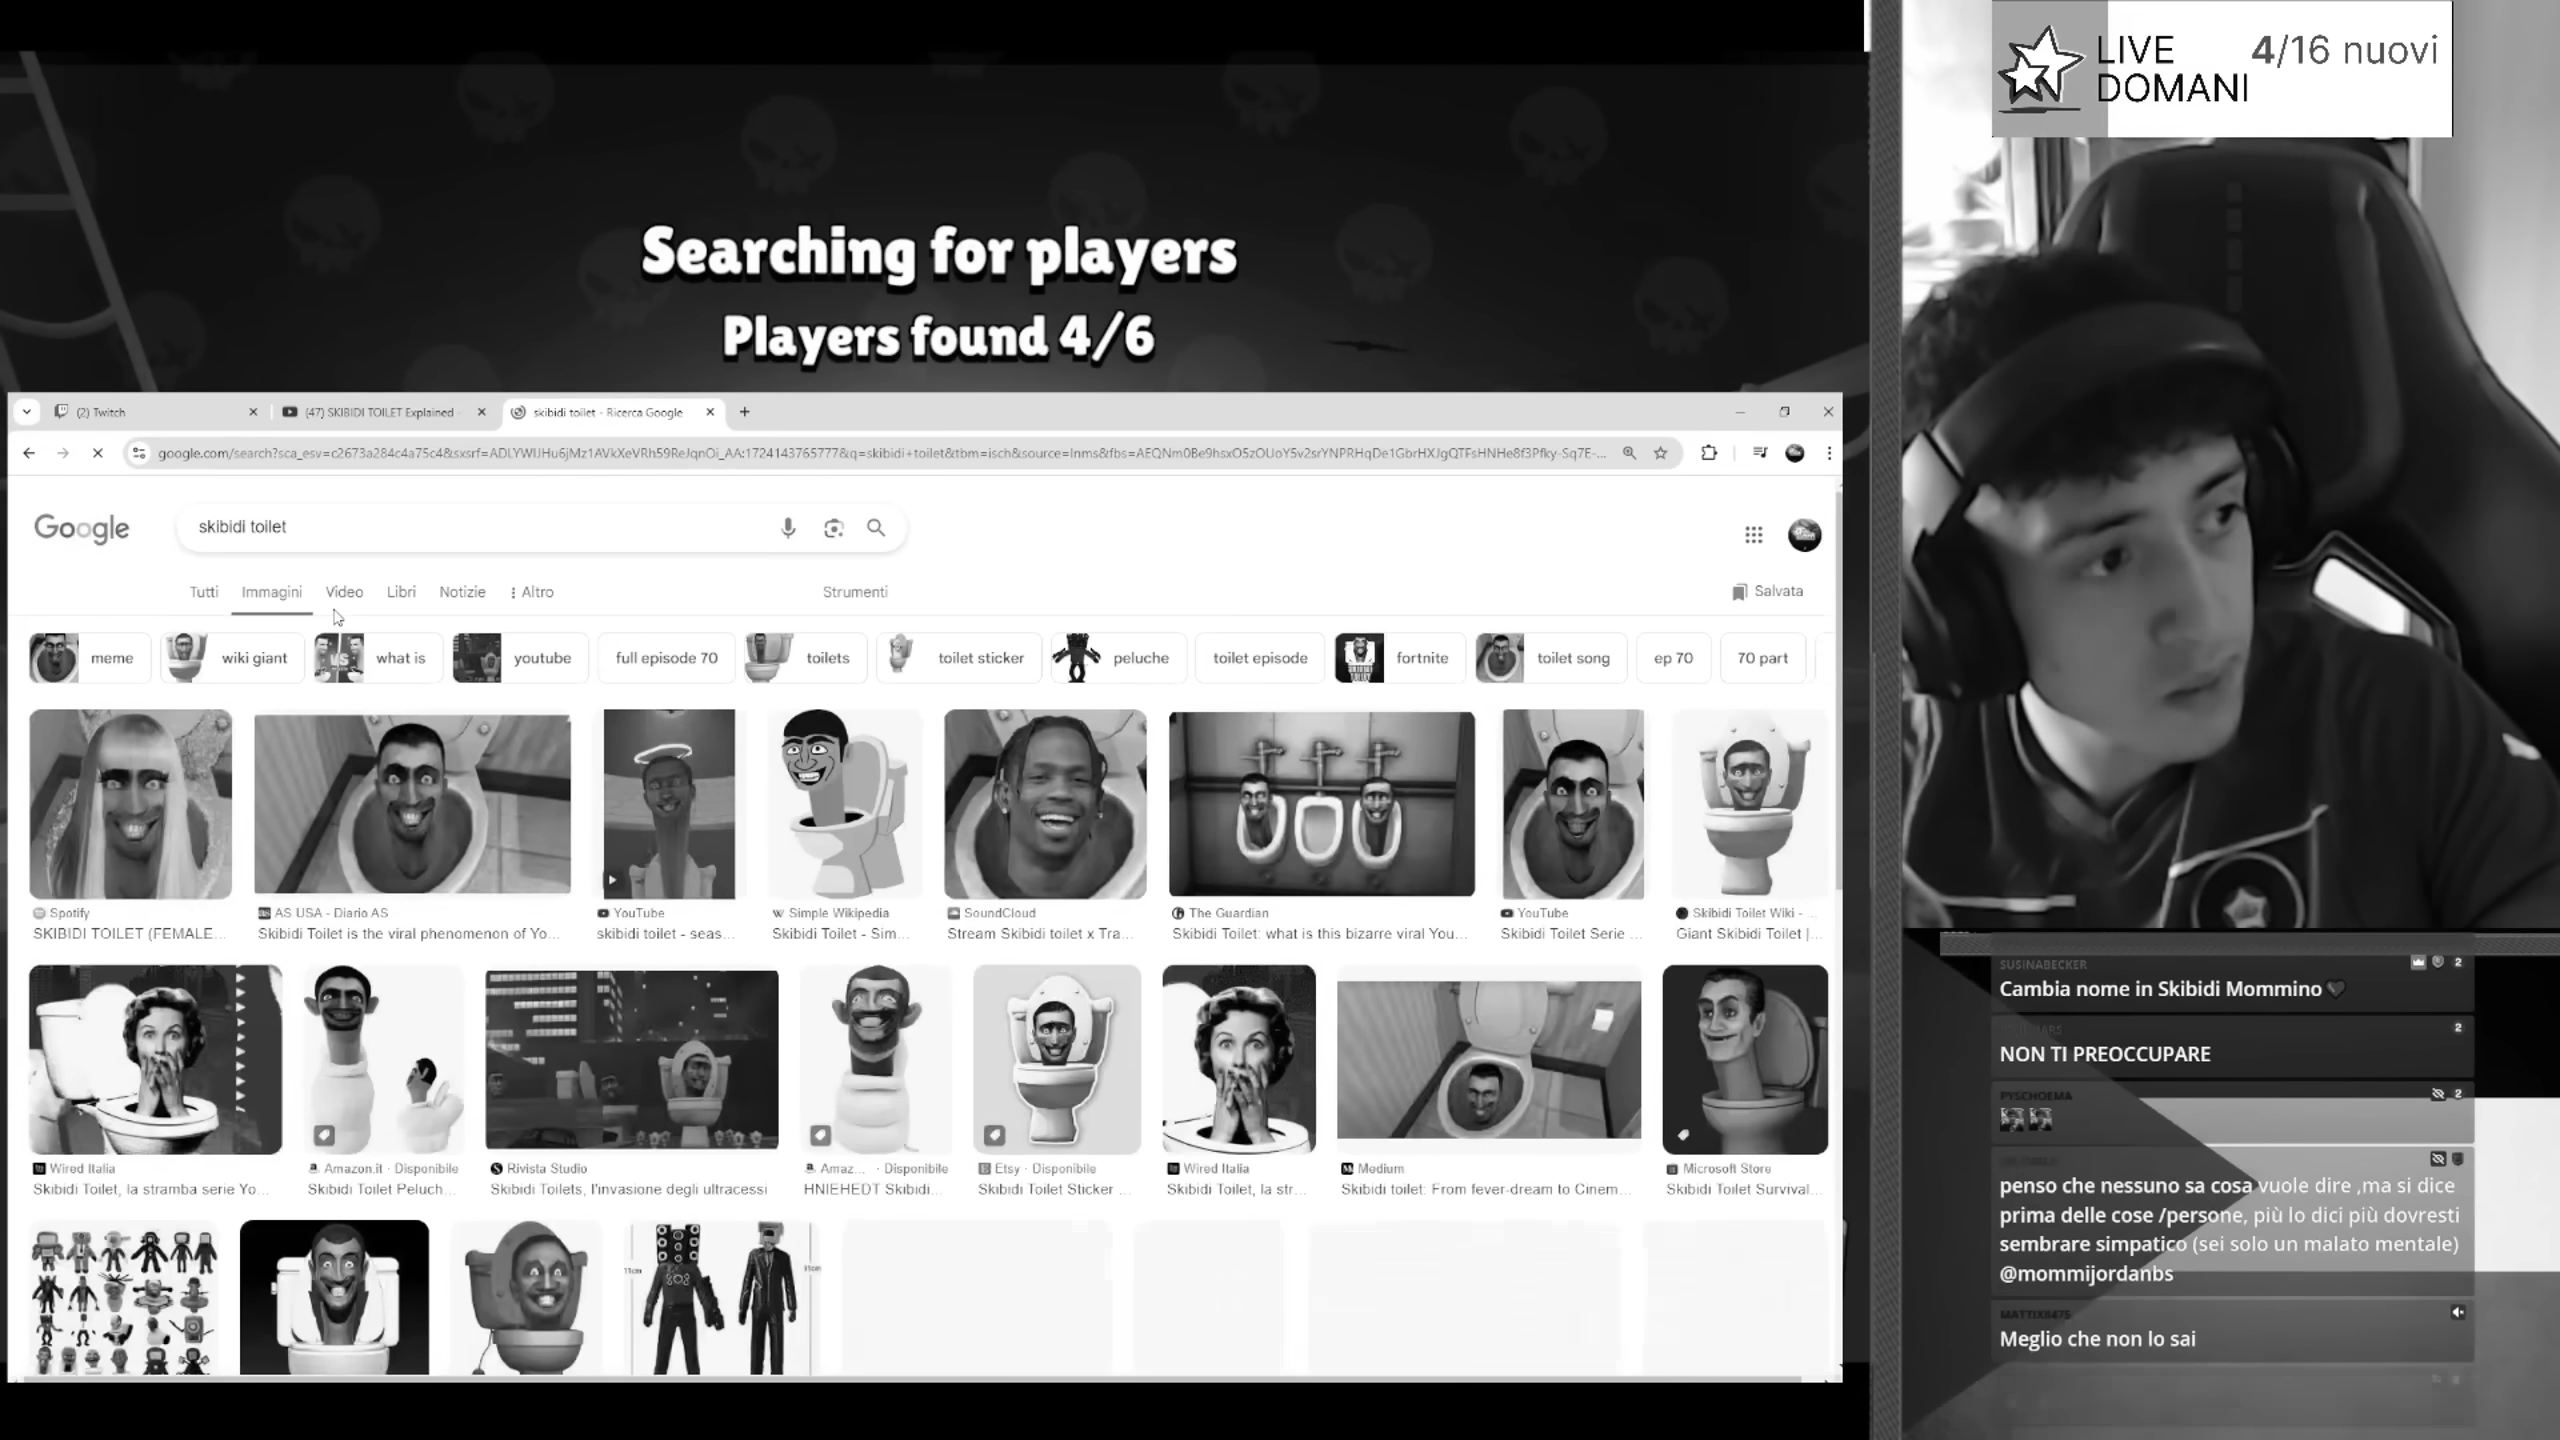 LIVE
DOMANI
4/16 nuovi
Searching for players
Players found 4/6
(2) Twitch
(47) SKIBIDI TOILET Explained
skibidi toilet - Ricerca Google
Google
skibidi toilet
Tutti
Immagini
Video
Libri
Notizie
Altro
Strumenti
Salvata
meme
wiki giant
what is
youtube
full episode 70
toilets
toilet sticker
peluche
toilet episode
fortnite
toilet song
ep 70
70 part
Spotify
SKIBIDI TOILET (FEMALE...
AS USA - Diario AS
Skibidi Toilet is the viral phenomenon of Yo...
YouTube
skibidi toilet - seas...
Simple Wikipedia
Skibidi Toilet - Sim...
SoundCloud
Stream Skibidi toilet x Tra...
The Guardian
Skibidi Toilet: what is this bizarre viral You...
YouTube
Skibidi Toilet Serie ...
Skibidi Toilet Wiki - ...
Giant Skibidi Toilet |...
Wired Italia
Skibidi Toilet, la stramba serie Yo...
Amazon.it · Disponibile
Skibidi Toilet Peluch...
Rivista Studio
Skibidi Toilets, l'invasione degli ultracessi
Amaz... · Disponibile
HNIEHEDT Skibidi...
Etsy · Disponibile
Skibidi Toilet Sticker ...
Wired Italia
Skibidi Toilet, la str...
Medium
Skibidi toilet: From fever-dream to Cinem...
Microsoft Store
Skibidi Toilet Survival...
SUSINABECKER
2
Cambia nome in Skibidi Mommino
2
NON TI PREOCCUPARE
PYSCHOEMA
2
penso che nessuno sa cosa vuole dire ,ma si dice
prima delle cose /persone, più lo dici più dovresti
sembrare simpatico (sei solo un malato mentale)
@mommijordanbs
Meglio che non lo sai